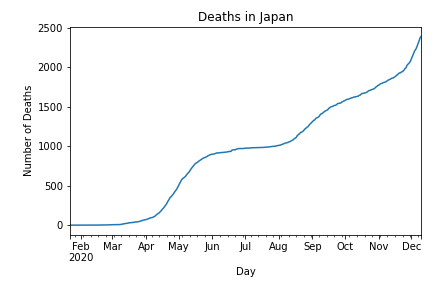 Deaths in Japan
Number of Deaths
2500
2000
1500
1000
500
0
Feb Mar Apr May Jun Jul Aug Sep Oct Nov Dec
2020
Day